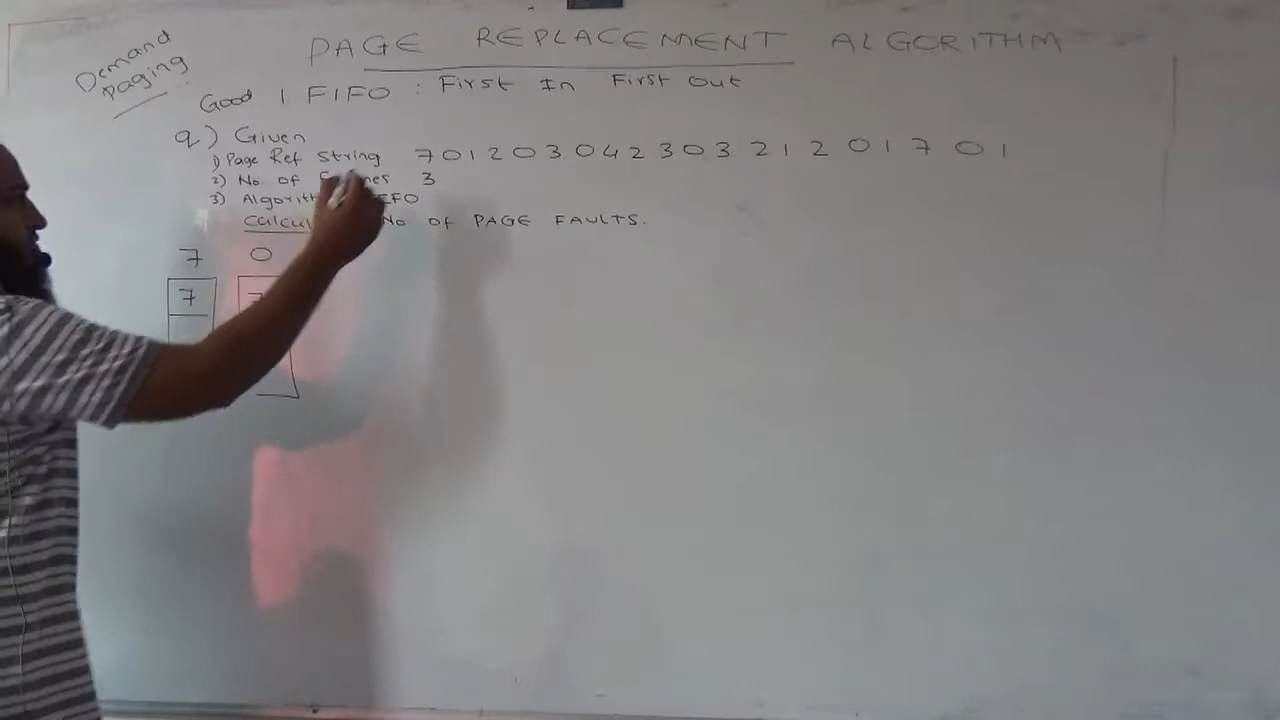 PAGE REPLACEMENT ALGORITHM
Demand
Paging
Good 1 FIFO : First In First Out
Q) Given
1) Page Ref String 7 0 1 2 0 3 0 4 2 3 0 3 2 1 2 0 1 7 0 1
2) No. of 3
3)
No of PAGE FAULTS.
7 0
7 7